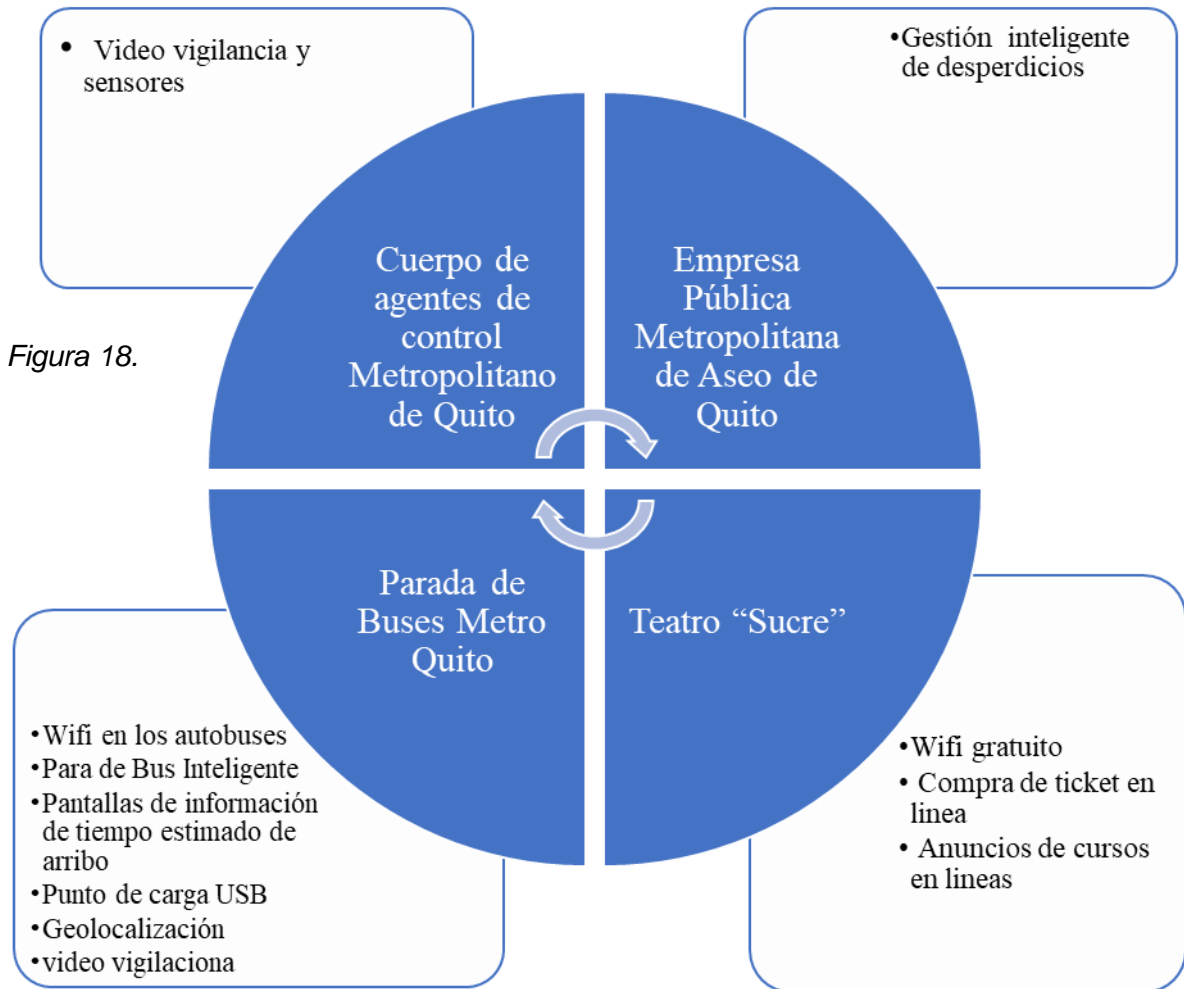 • Video vigilancia y
sensores
•Gestión inteligente
de desperdicios
Figura 18.
Cuerpo de
agentes de
control
Metropolitano
de Quito
Empresa
Pública
Metropolitana
de Aseo de
Quito
Parada de
Buses Metro
Quito
Teatro “Sucre”
•Wifi en los autobuses
•Para de Bus Inteligente
•Pantallas de información
de tiempo estimado de
arribo
•Punto de carga USB
•Geolocalización
•video vigilaciona
•Wifi gratuito
• Compra de ticket en
linea
• Anuncios de cursos
en lineas